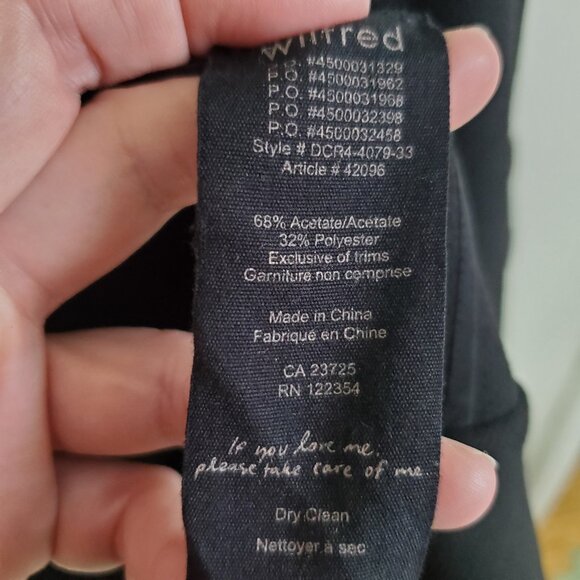 wilfred
P.O. #4500031329
P.O. #4500031962
P.O. #4500031968
P.O. #4500032398
P.O. #4500032458
Style # DCR4-4079-33
Article # 42096
68% Acetate/Acétate
32% Polyester
Exclusive of trims
Garniture non comprise
Made in China
Fabriqué en Chine
CA 23725
RN 122354
If you love me,
please take care of me.
Dry Clean
Nettoyer à sec